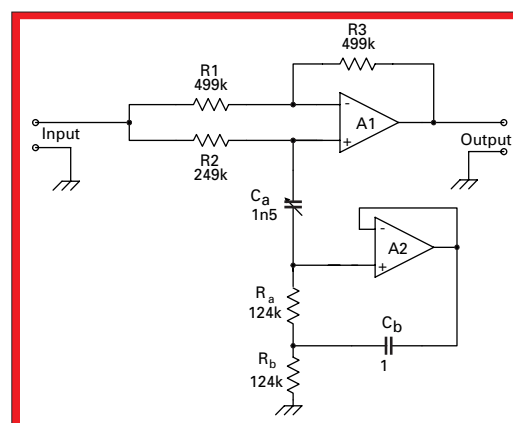 R3
499k
R1
499k
-
A1
+
Input
Output
R2
249k
Ca
1n5
-
A2
+
Ra
124k
Cb
1
Rb
124k